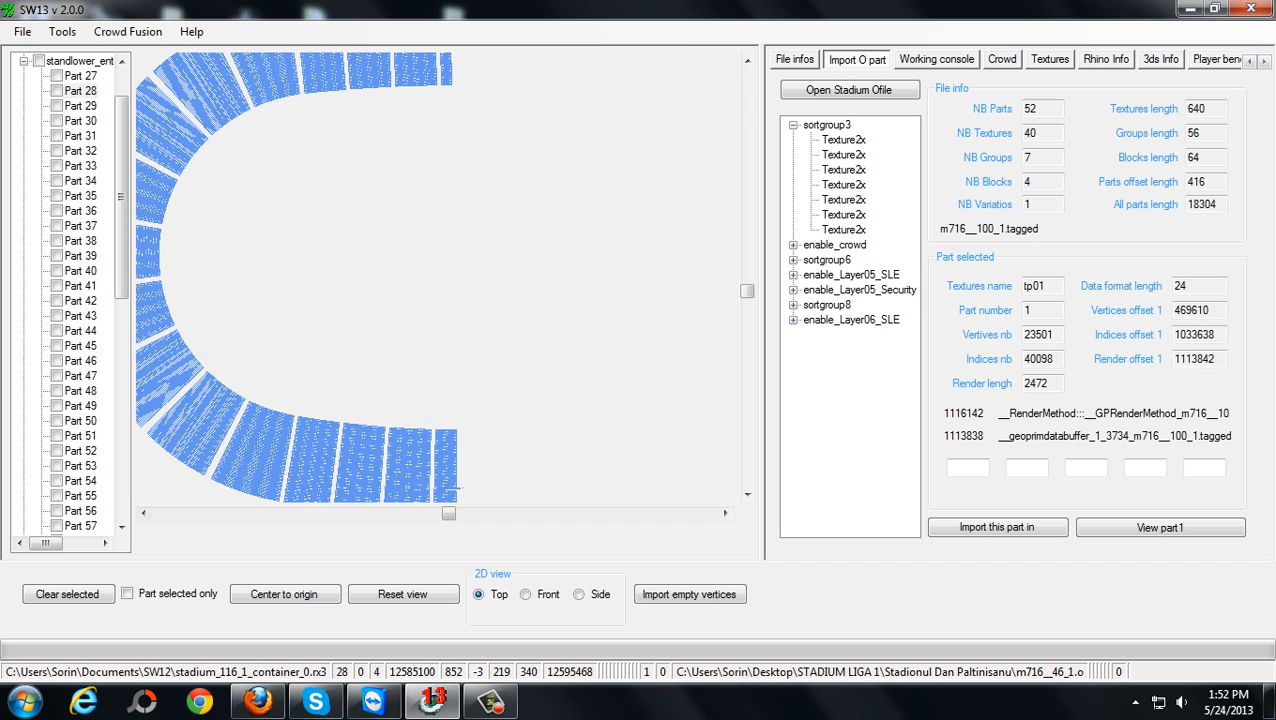 SW13 v 2.0.0
File Tools Crowd Fusion Help
standlower_ent
Part 27
Part 28
Part 29
Part 30
Part 31
Part 32
Part 33
Part 34
Part 35
Part 36
Part 37
Part 38
Part 39
Part 40
Part 41
Part 42
Part 43
Part 44
Part 45
Part 46
Part 47
Part 48
Part 49
Part 50
Part 51
Part 52
Part 53
Part 54
Part 55
Part 56
Part 57
File infos Import O part Working console Crowd Textures Rhino Info 3ds Info Player benc
Open Stadium Ofile
sortgroup3
Texture2x
Texture2x
Texture2x
Texture2x
Texture2x
Texture2x
Texture2x
enable_crowd
sortgroup6
enable_Layer05_SLE
enable_Layer05_Security
sortgroup8
enable_Layer06_SLE
File info
NB Parts 52 Textures length 640
NB Textures 40 Groups length 56
NB Groups 7 Blocks length 64
NB Blocks 4 Parts offset length 416
NB Variatios 1 All parts length 18304
m716__100_1.tagged
Part selected
Textures name tp01 Data format length 24
Part number 1 Vertices offset 1 469610
Vertives nb 23501 Indices offset 1 1033638
Indices nb 40098 Render offset 1 1113842
Render lengh 2472
1116142 __RenderMethod:::__GPRenderMethod_m716__10
1113838 __geoprimdatabuffer_1_3734_m716__100_1.tagged
Import this part in View part1
Clear selected Part selected only Center to origin Reset view 2D view Top Front Side Import empty vertices
C:\Users\Sorin\Documents\SW12\stadium_116_1_container_0.rx3 28 0 4 12585100 852 -3 219 340 12595468 1 0 C:\Users\Sorin\Desktop\STADIUM LIGA 1\Stadionul Dan Paltinisanu\m716__46_1.o 0
1:52 PM
5/24/2013